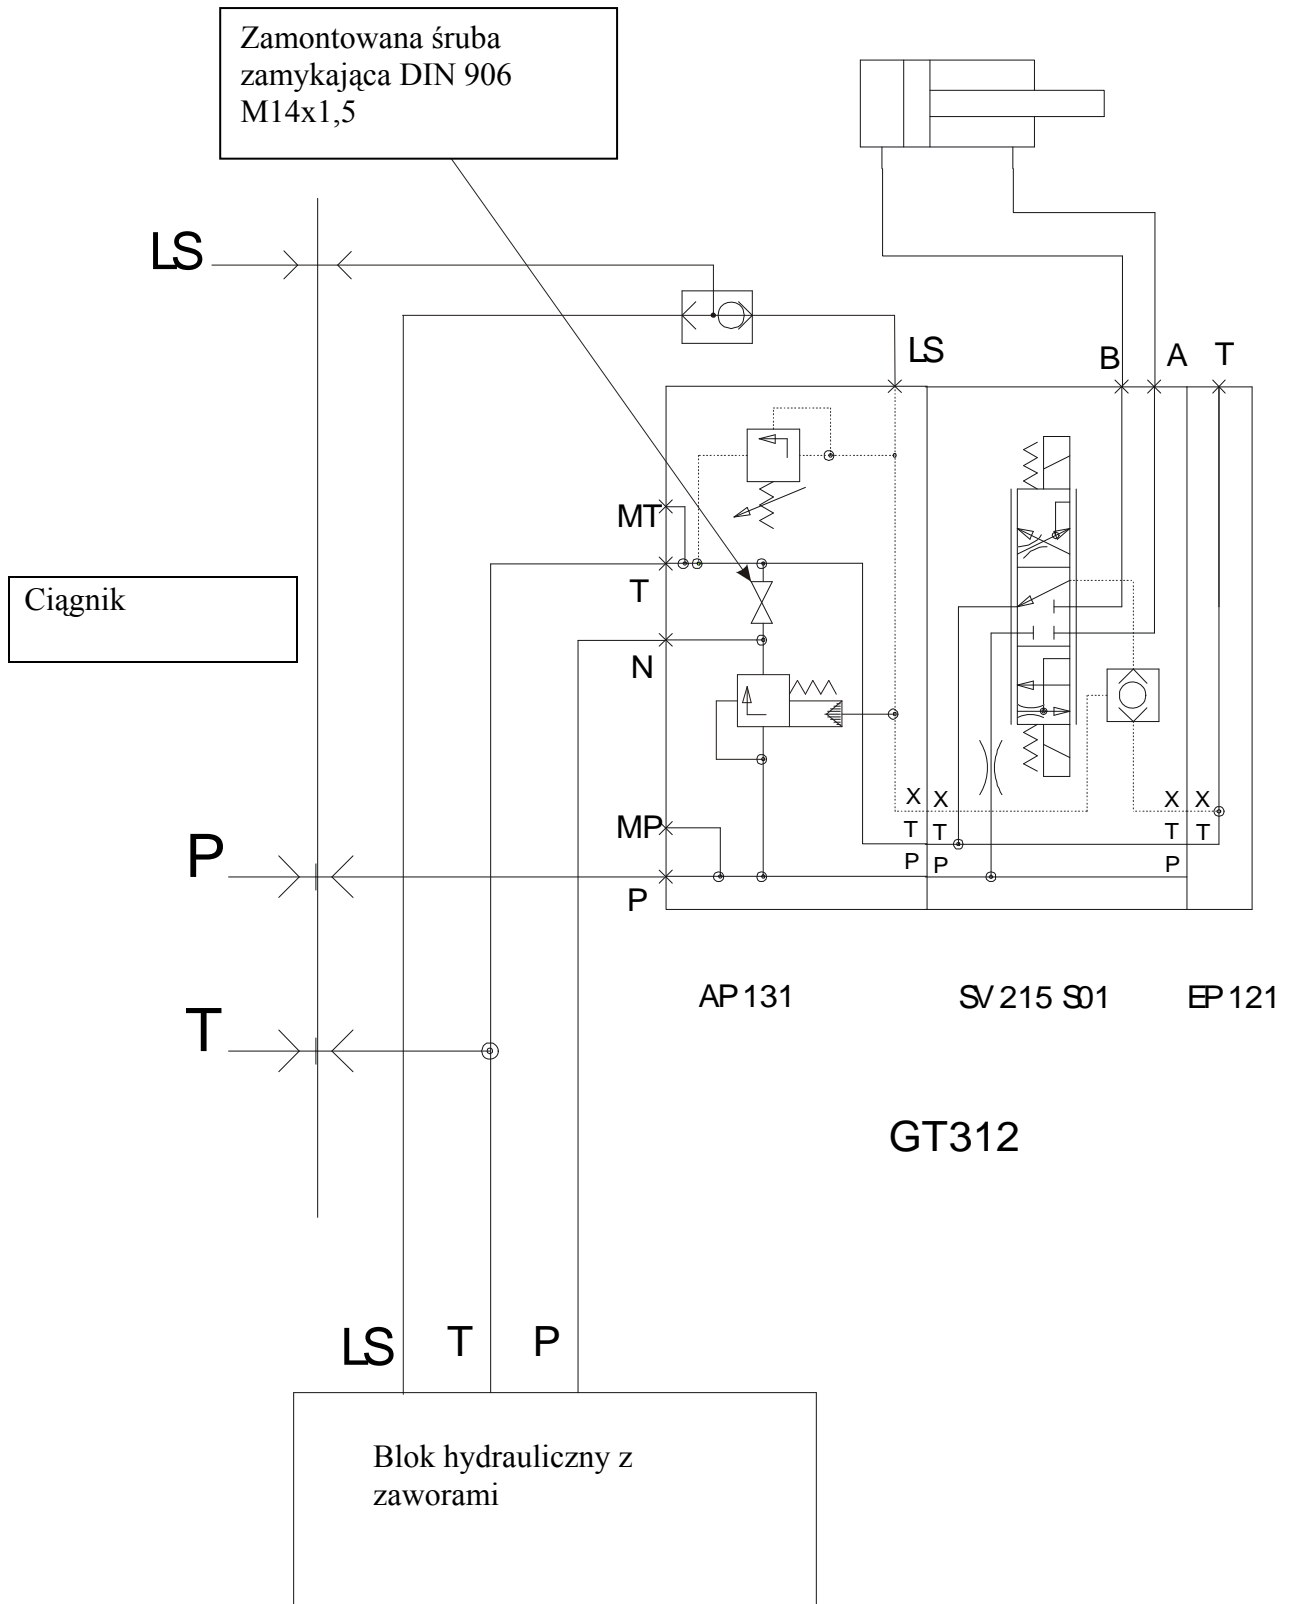 Zamontowana śruba
zamykająca DIN 906
M14x1,5
LS
LS
B
A
T
MT
T
Ciągnik
N
X
X
X
X
T
T
T
T
MP
P
P
P
P
P
AP 131
SV 215 S01
EP 121
T
GT312
LS
T
P
Blok hydrauliczny z
zaworami